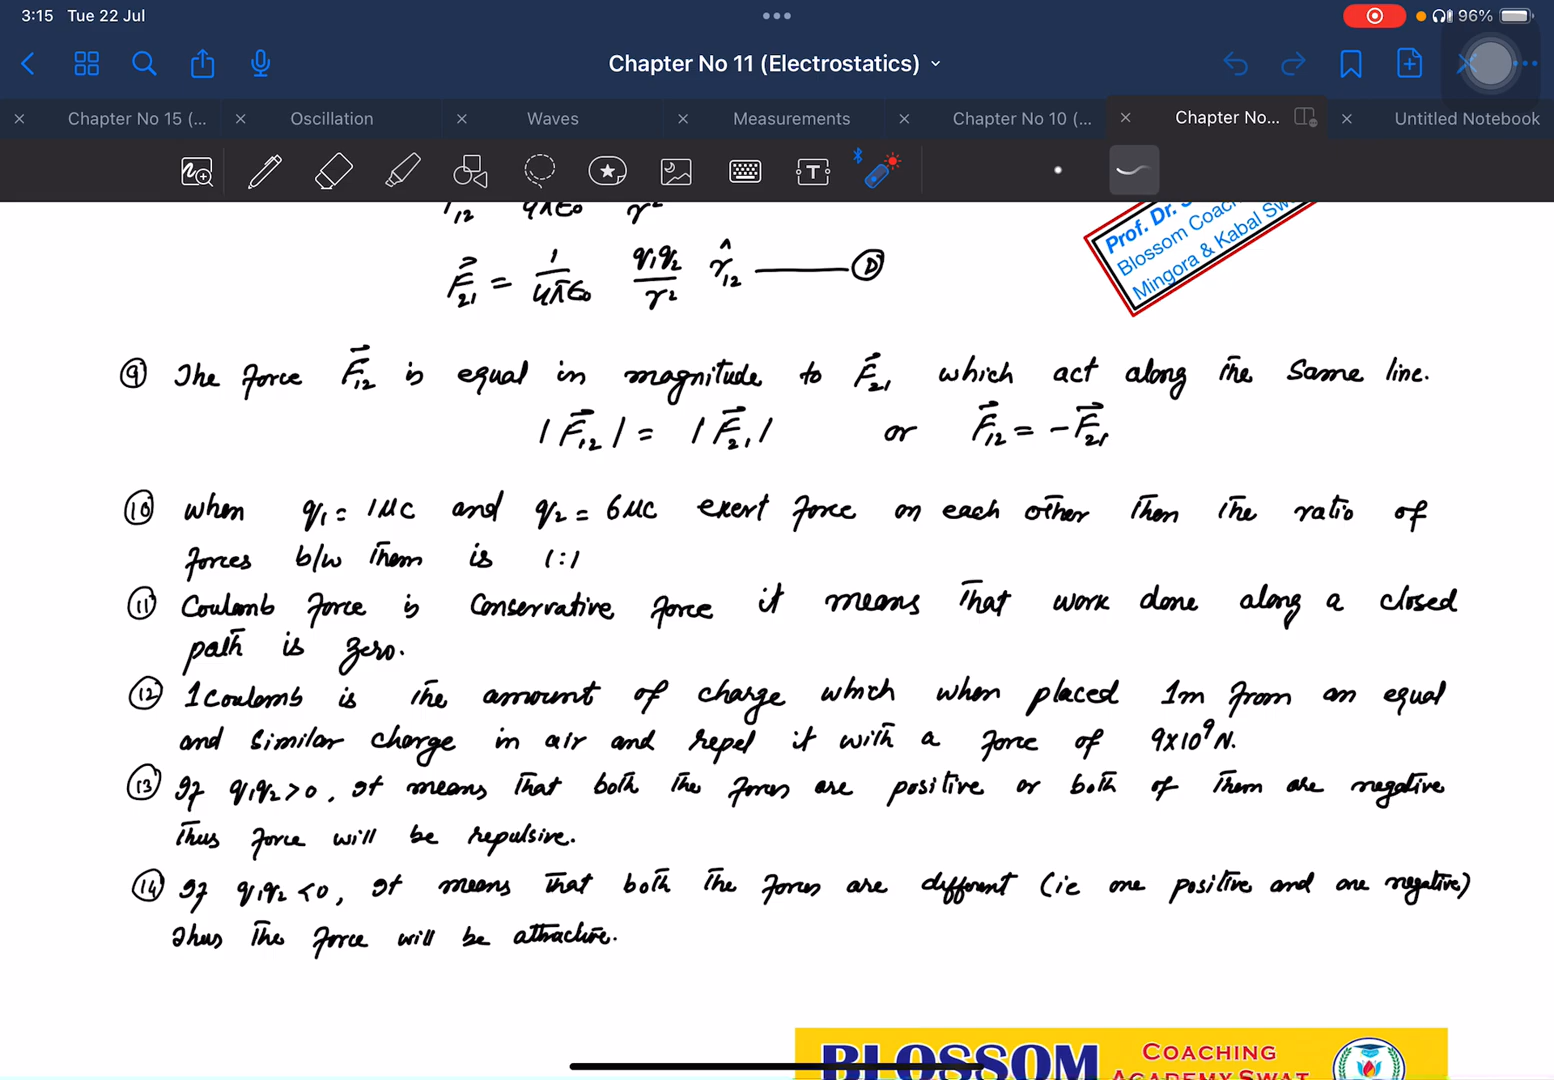 3:15 Tue 22 Jul
96%
Chapter No 11 (Electrostatics)
Chapter No 15 (...
Oscillation
Waves
Measurements
Chapter No 10 (...
Chapter No...
Untitled Notebook
12 4πε₀ r²
Prof. Dr.
Blossom Coac
Mingora & Kabal Sw
F⃗₂₁ = 1/4πε₀ q₁q₂/r² r̂₁₂ ——— D
⑨ The force F⃗₁₂ is equal in magnitude to F⃗₂₁ which act along the same line.
|F⃗₁₂| = |F⃗₂₁| or F⃗₁₂ = -F⃗₂₁
⑩ when q₁ = 1μc and q₂ = 6μc exert force on each other then the ratio of
forces b/w them is 1:1
⑪ Coulomb force is conservative force it means that work done along a closed
path is zero.
⑫ 1 Coulomb is the amount of charge which when placed 1m from an equal
and similar charge in air and repel it with a force of 9x10⁹ N.
⑬ If q₁q₂ > 0, It means that both the forces are positive or both of them are negative
Thus force will be repulsive.
⑭ If q₁q₂ < 0, It means that both the forces are different (ie one positive and one negative)
Thus the force will be attractive.
BLOSSOM
COACHING
ACADEMY SWAT